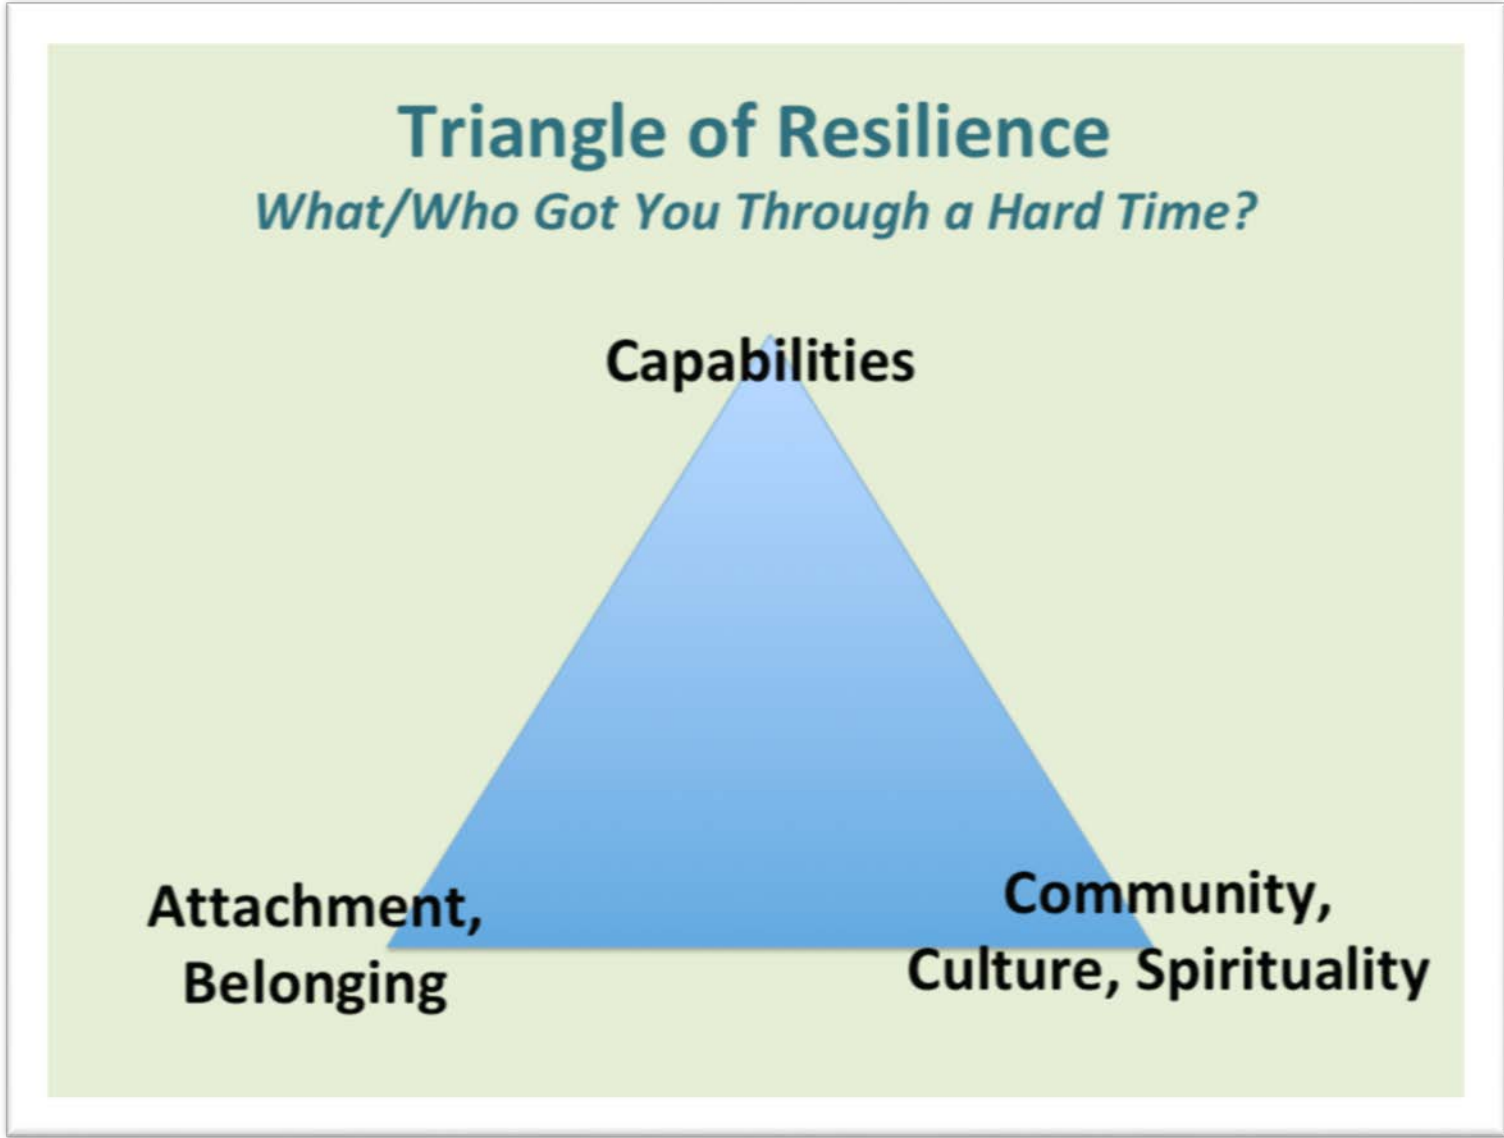 Triangle of Resilience
What/Who Got You Through a Hard Time?
Capabilities
Attachment,
Belonging
Community,
Culture, Spirituality